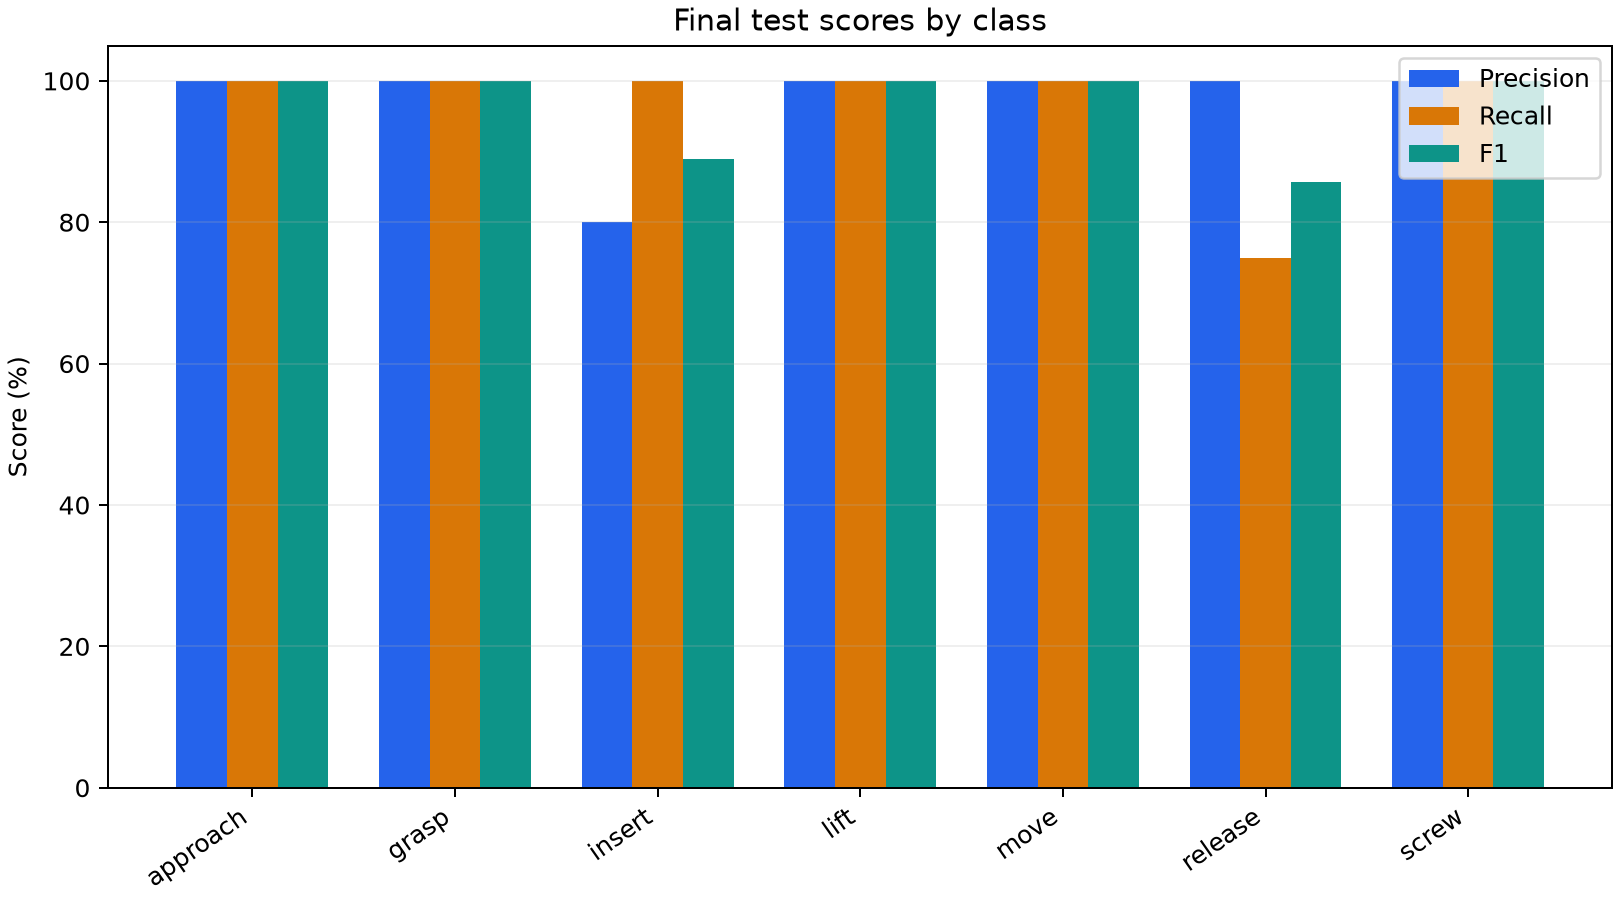 Final test scores by class
Precision
Recall
F1
Score (%)
100
80
60
40
20
0
approach
grasp
insert
lift
move
release
screw